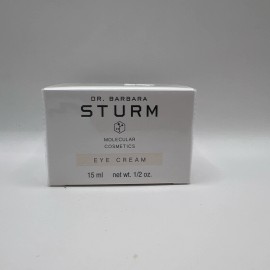 DR. BARBARA
STURM
MOLECULAR
COSMETICS
EYE CREAM
15 ml net wt. 1/2 oz.